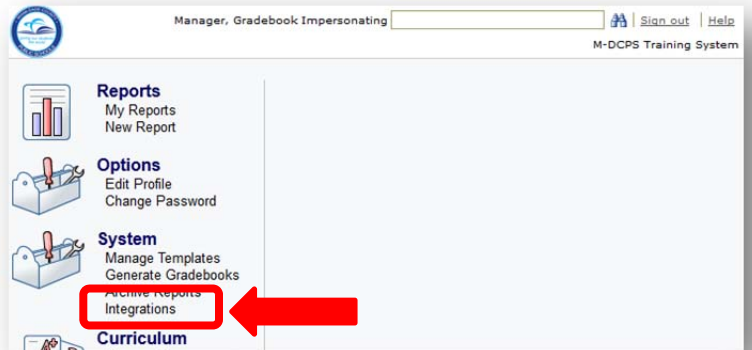 Manager, Gradebook Impersonating
Sign out | Help
M-DCPS Training System
Reports
My Reports
New Report
Options
Edit Profile
Change Password
System
Manage Templates
Generate Gradebooks
Archive Reports
Integrations
Curriculum